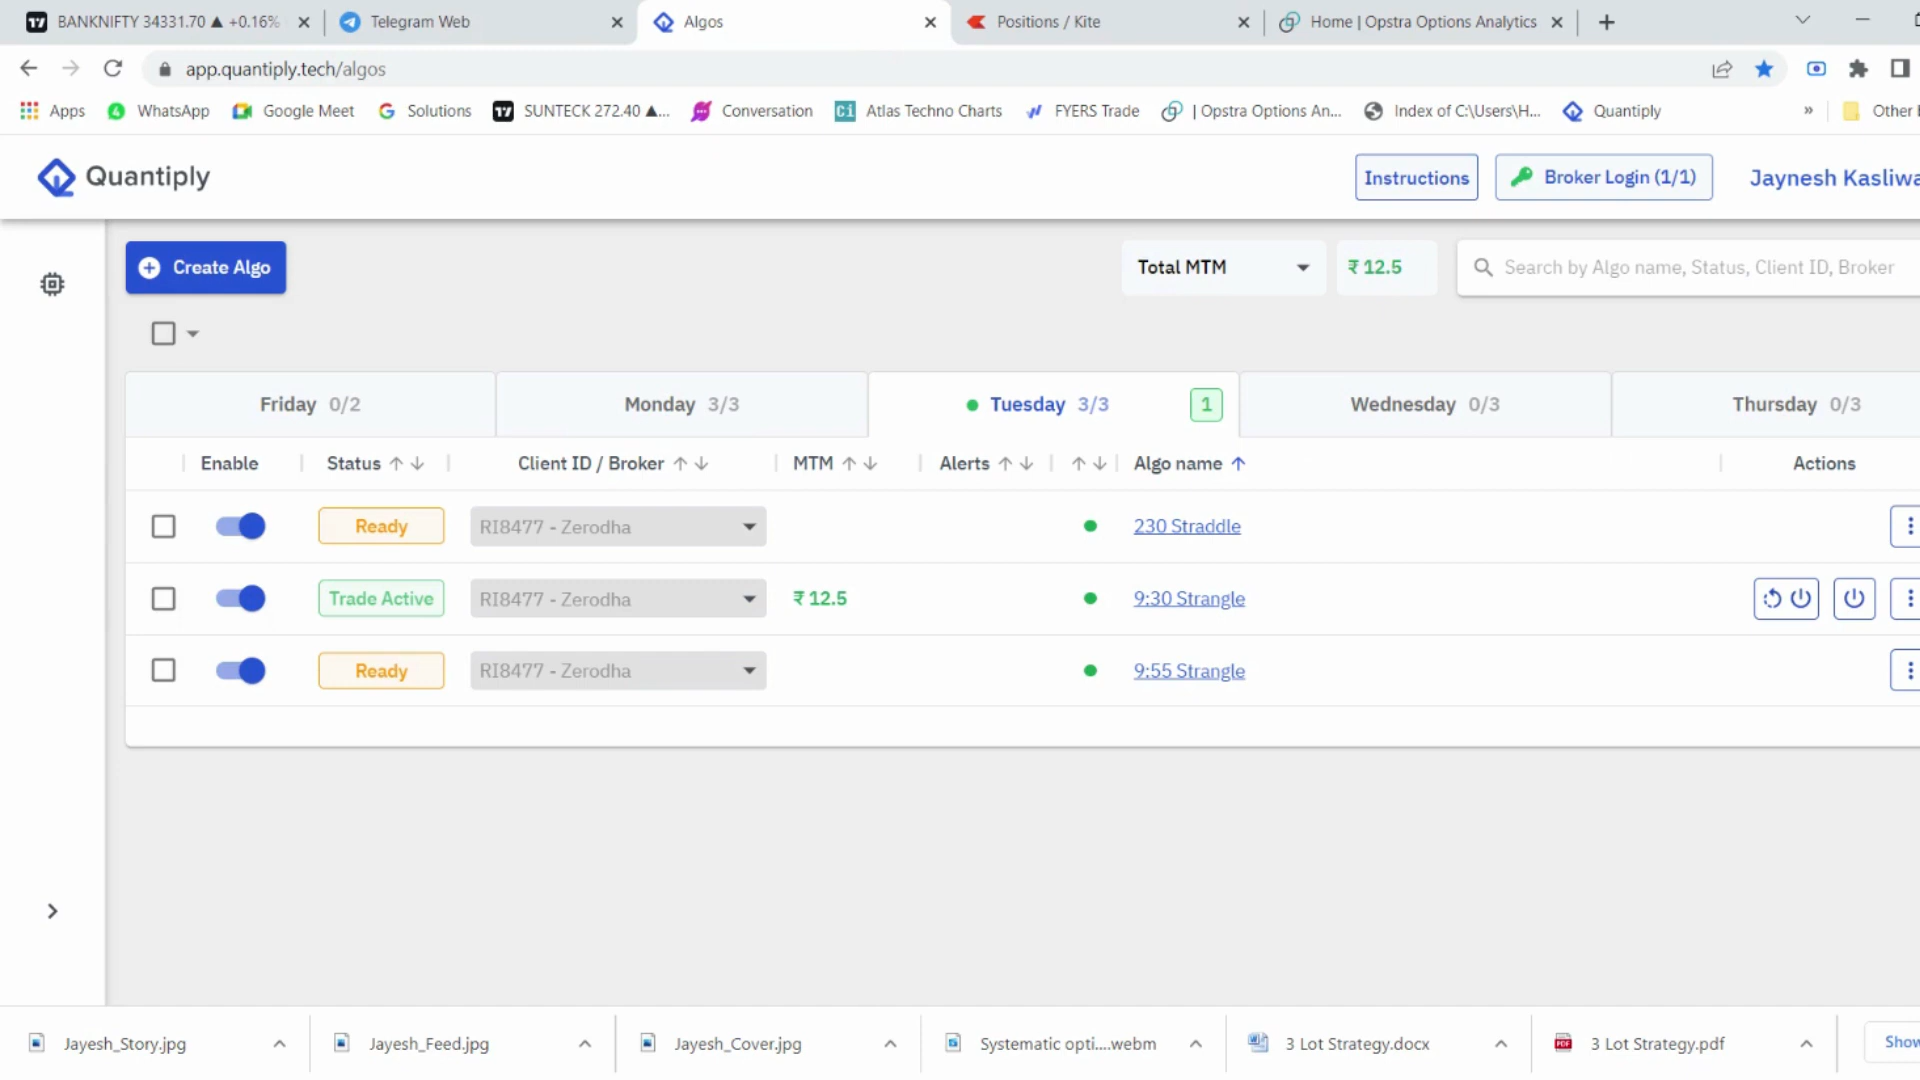 BANKNIFTY 34331.70 ▲ +0.16%
Telegram Web
Algos
Positions / Kite
Home | Opstra Options Analytics
app.quantiply.tech/algos
Apps
WhatsApp
Google Meet
Solutions
SUNTECK 272.40 ▲...
Conversation
Atlas Techno Charts
FYERS Trade
| Opstra Options An...
Index of C:\Users\H...
Quantiply
»
Other
Quantiply
Instructions
Broker Login (1/1)
Jaynesh Kasliwa
Create Algo
Total MTM
₹ 12.5
Search by Algo name, Status, Client ID, Broker
Friday 0/2
Monday 3/3
Tuesday 3/3
1
Wednesday 0/3
Thursday 0/3
Enable
Status ↑ ↓
Client ID / Broker ↑ ↓
MTM ↑ ↓
Alerts ↑ ↓
↑ ↓
Algo name ↑
Actions
Ready
RI8477 - Zerodha
230 Straddle
Trade Active
RI8477 - Zerodha
₹ 12.5
9:30 Strangle
Ready
RI8477 - Zerodha
9:55 Strangle
Jayesh_Story.jpg
Jayesh_Feed.jpg
Jayesh_Cover.jpg
Systematic opti....webm
3 Lot Strategy.docx
3 Lot Strategy.pdf
Show